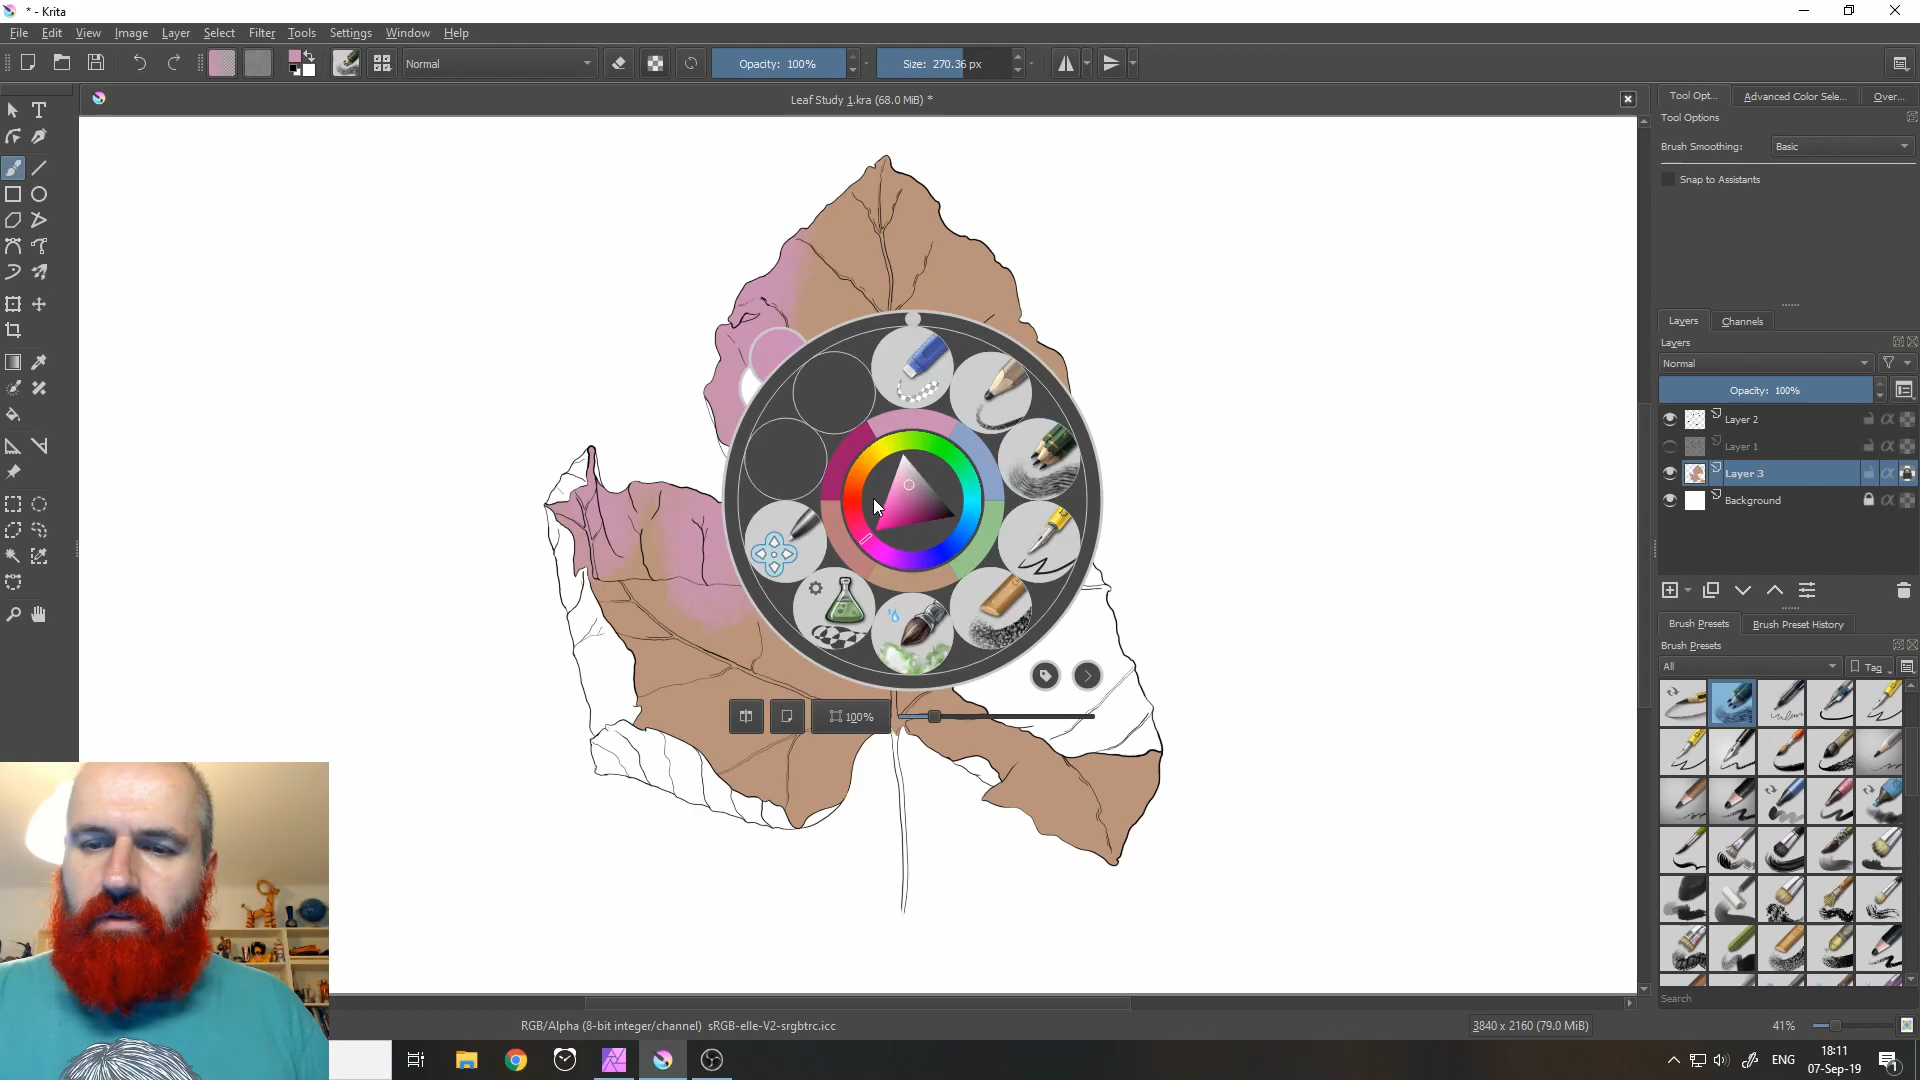 * - Krita
File Edit View Image Layer Select Filter Tools Settings Window Help
Normal Opacity: 100% Size: 270.36 px
Leaf Study 1.kra (68.0 MiB) *
Tool Opt... Advanced Color Sele... Over...
Tool Options
Brush Smoothing: Basic
Snap to Assistants
Layers Channels
Layers
Normal
Opacity: 100%
Layer 2
Layer 1
Layer 3
Background
Brush Presets Brush Preset History
Brush Presets
All Tag
Search
100%
RGB/Alpha (8-bit integer/channel) sRGB-elle-V2-srgbtrc.icc
3840 x 2160 (79.0 MiB)
41%
ENG
18:11
07-Sep-19
1